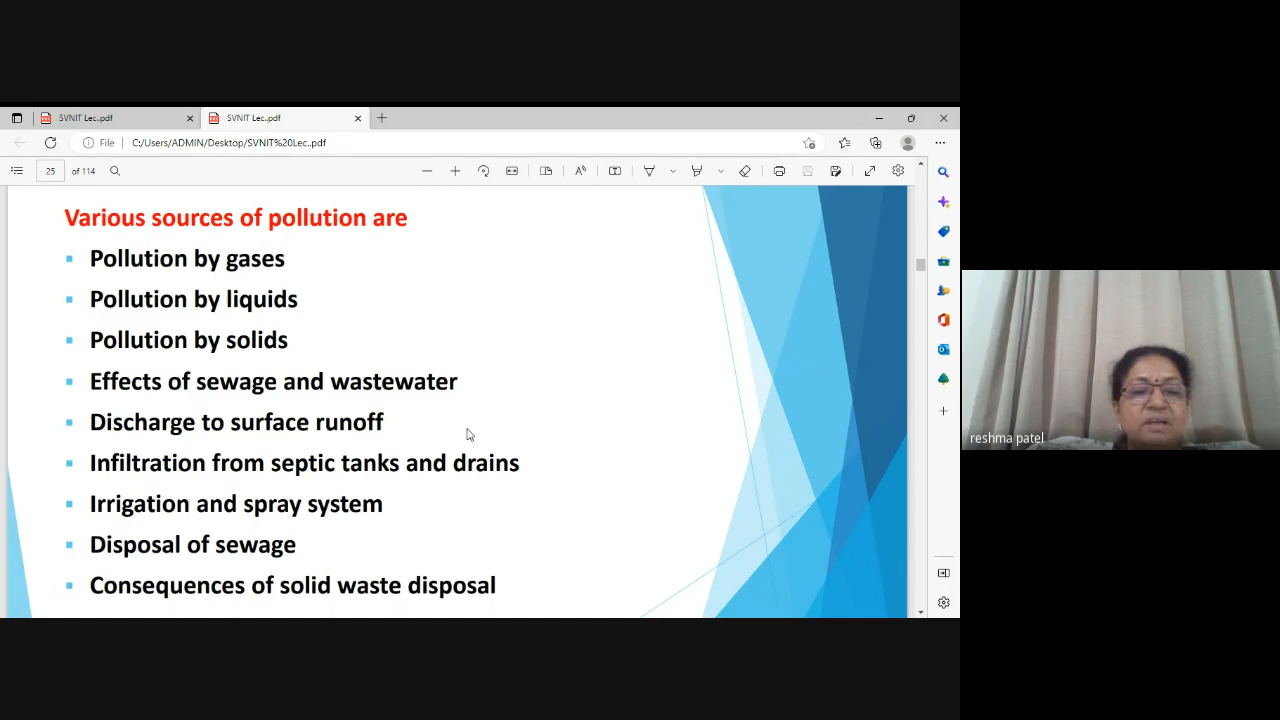 SVNIT Lec..pdf
SVNIT Lec..pdf
File C:/Users/ADMIN/Desktop/SVNIT%20Lec..pdf
25 of 114
Various sources of pollution are
Pollution by gases
Pollution by liquids
Pollution by solids
Effects of sewage and wastewater
Discharge to surface runoff
Infiltration from septic tanks and drains
Irrigation and spray system
Disposal of sewage
Consequences of solid waste disposal
reshma patel